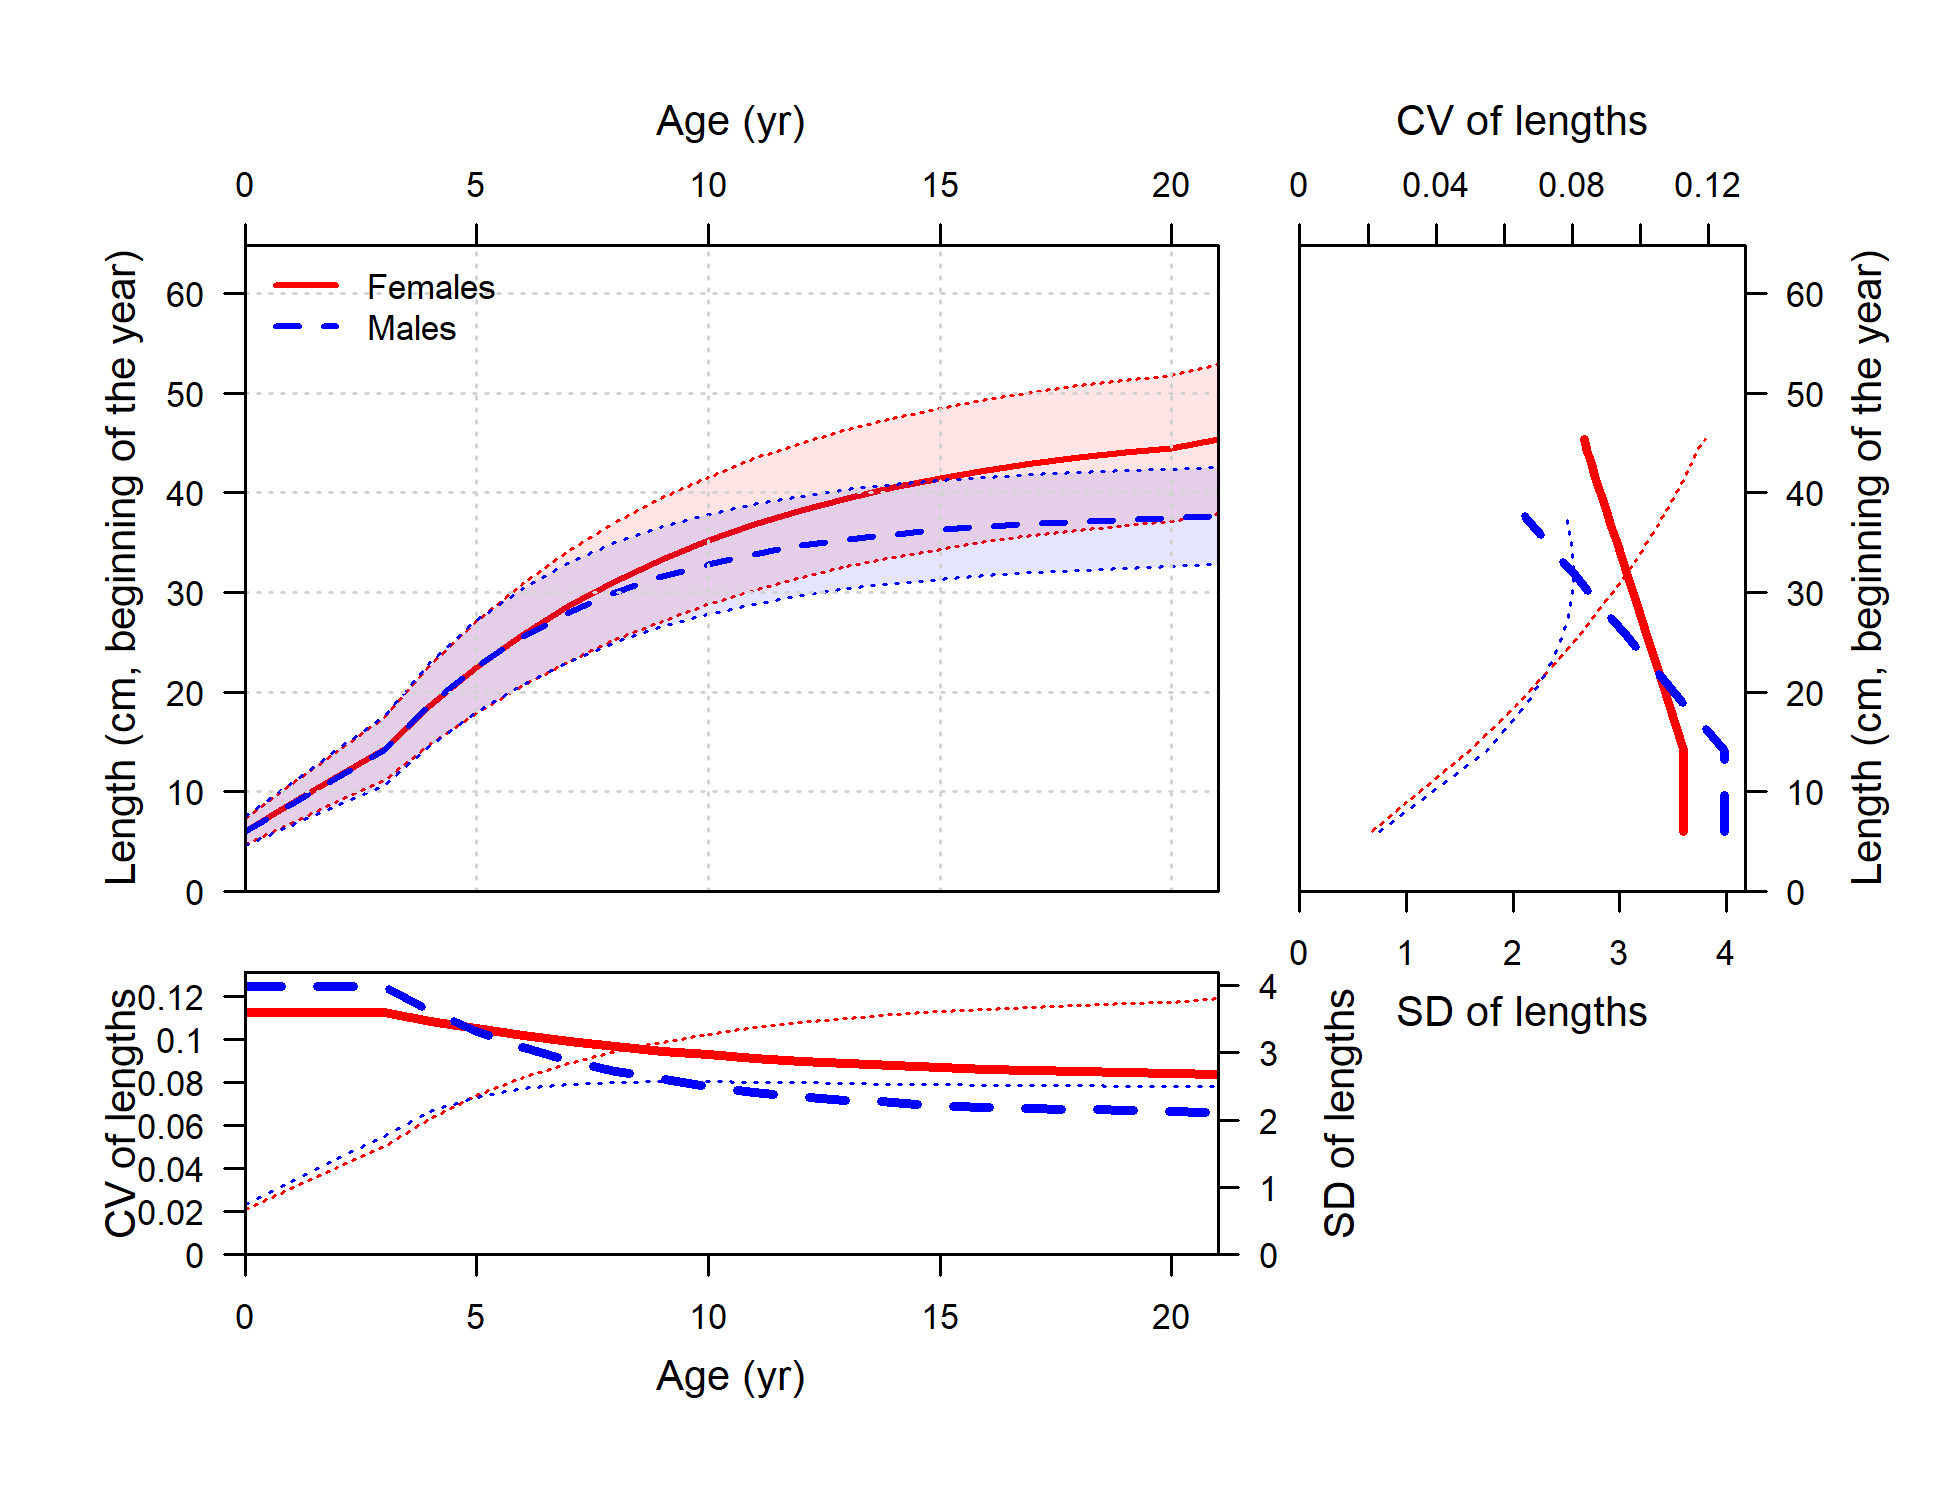 Age (yr)
CV of lengths
0 5 10 15 20
0 0.04 0.08 0.12
Length (cm, beginning of the year)
60
50
40
30
20
10
0
Females
Males
60
50
40
30
20
10
0
Length (cm, beginning of the year)
0 1 2 3 4
SD of lengths
CV of lengths
0.12
0.1
0.08
0.06
0.04
0.02
0
4
3
2
1
0
SD of lengths
0 5 10 15 20
Age (yr)